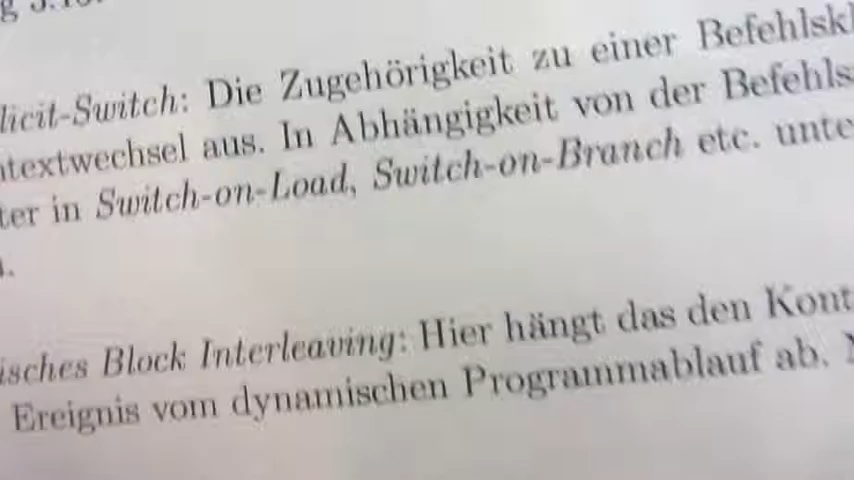 licit-Switch: Die Zugehörigkeit zu einer Befehlskl
ntextwechsel aus. In Abhängigkeit von der Befehls
ter in Switch-on-Load, Switch-on-Branch etc. unte
isches Block Interleaving: Hier hängt das den Kont
Ereignis vom dynamischen Programmablauf ab.